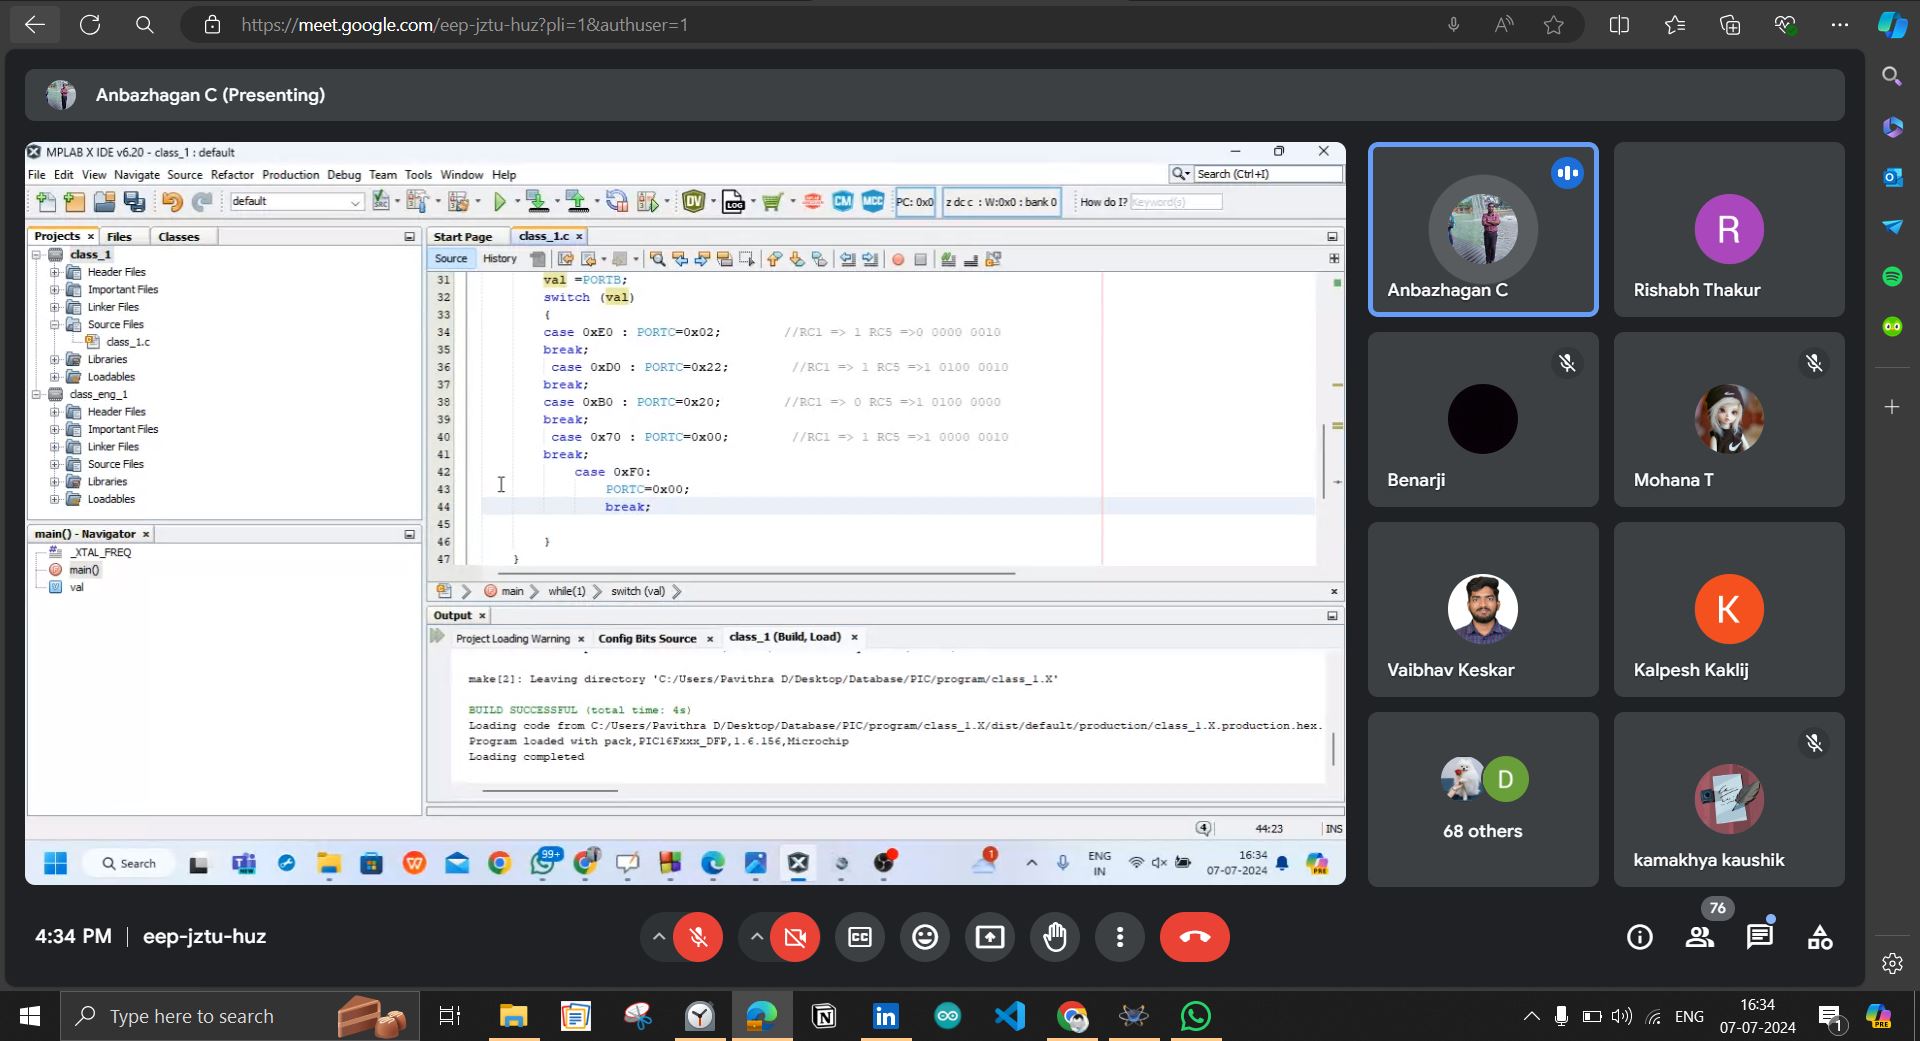 https://meet.google.com/eep-jztu-huz?pli=1&authuser=1
Anbazhagan C (Presenting)
MPLAB X IDE v6.20 - class_1 : default
File Edit View Navigate Source Refactor Production Debug Team Tools Window Help
Search (Ctrl+I)
default
PC: 0x0
z dc c : W:0x0 : bank 0
How do I? Keyword(s)
Projects Files Classes
class_1
Header Files
Important Files
Linker Files
Source Files
class_1.c
Libraries
Loadables
class_eng_1
Header Files
Important Files
Linker Files
Source Files
Libraries
Loadables
main() - Navigator
_XTAL_FREQ
main()
val
Start Page class_1.c
Source History
31 val =PORTB;
32 switch (val)
33 {
34 case 0xE0 : PORTC=0x02; //RC1 => 1 RC5 =>0 0000 0010
35 break;
36 case 0xD0 : PORTC=0x22; //RC1 => 1 RC5 =>1 0100 0010
37 break;
38 case 0xB0 : PORTC=0x20; //RC1 => 0 RC5 =>1 0100 0000
39 break;
40 case 0x70 : PORTC=0x00; //RC1 => 1 RC5 =>1 0000 0010
41 break;
42 case 0xF0:
43 PORTC=0x00;
44 break;
45
46 }
47 }
main while(1) switch (val)
Output
Project Loading Warning Config Bits Source class_1 (Build, Load)
make[2]: Leaving directory 'C:/Users/Pavithra D/Desktop/Database/PIC/program/class_1.X'
BUILD SUCCESSFUL (total time: 4s)
Loading code from C:/Users/Pavithra D/Desktop/Database/PIC/program/class_1.X/dist/default/production/class_1.X.production.hex.
Program loaded with pack,PIC16Fxxx_DFP,1.6.156,Microchip
Loading completed
4 44:23 INS
Search
99+
1
ENG
IN
16:34
07-07-2024
Anbazhagan C
R
Rishabh Thakur
Benarji
Mohana T
Vaibhav Keskar
K
Kalpesh Kaklij
D
68 others
kamakhya kaushik
4:34 PM | eep-jztu-huz
76
Type here to search
ENG
16:34
07-07-2024
1